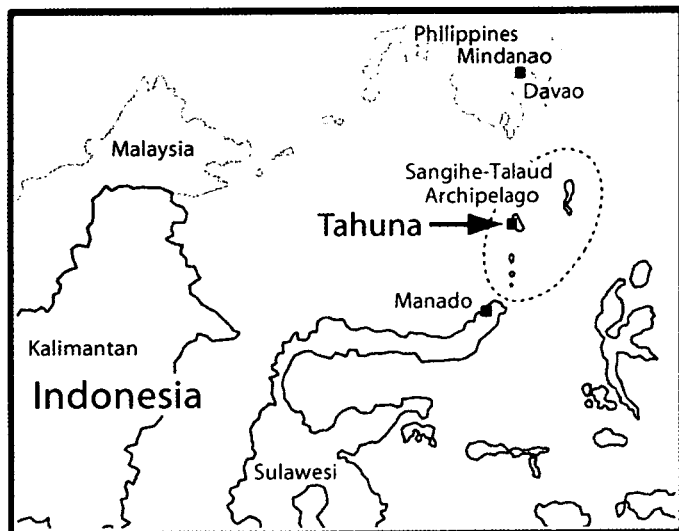 Philippines
Mindanao
Davao
Malaysia
Sangihe-Talaud
Archipelago
Tahuna
Manado
Kalimantan
Indonesia
Sulawesi